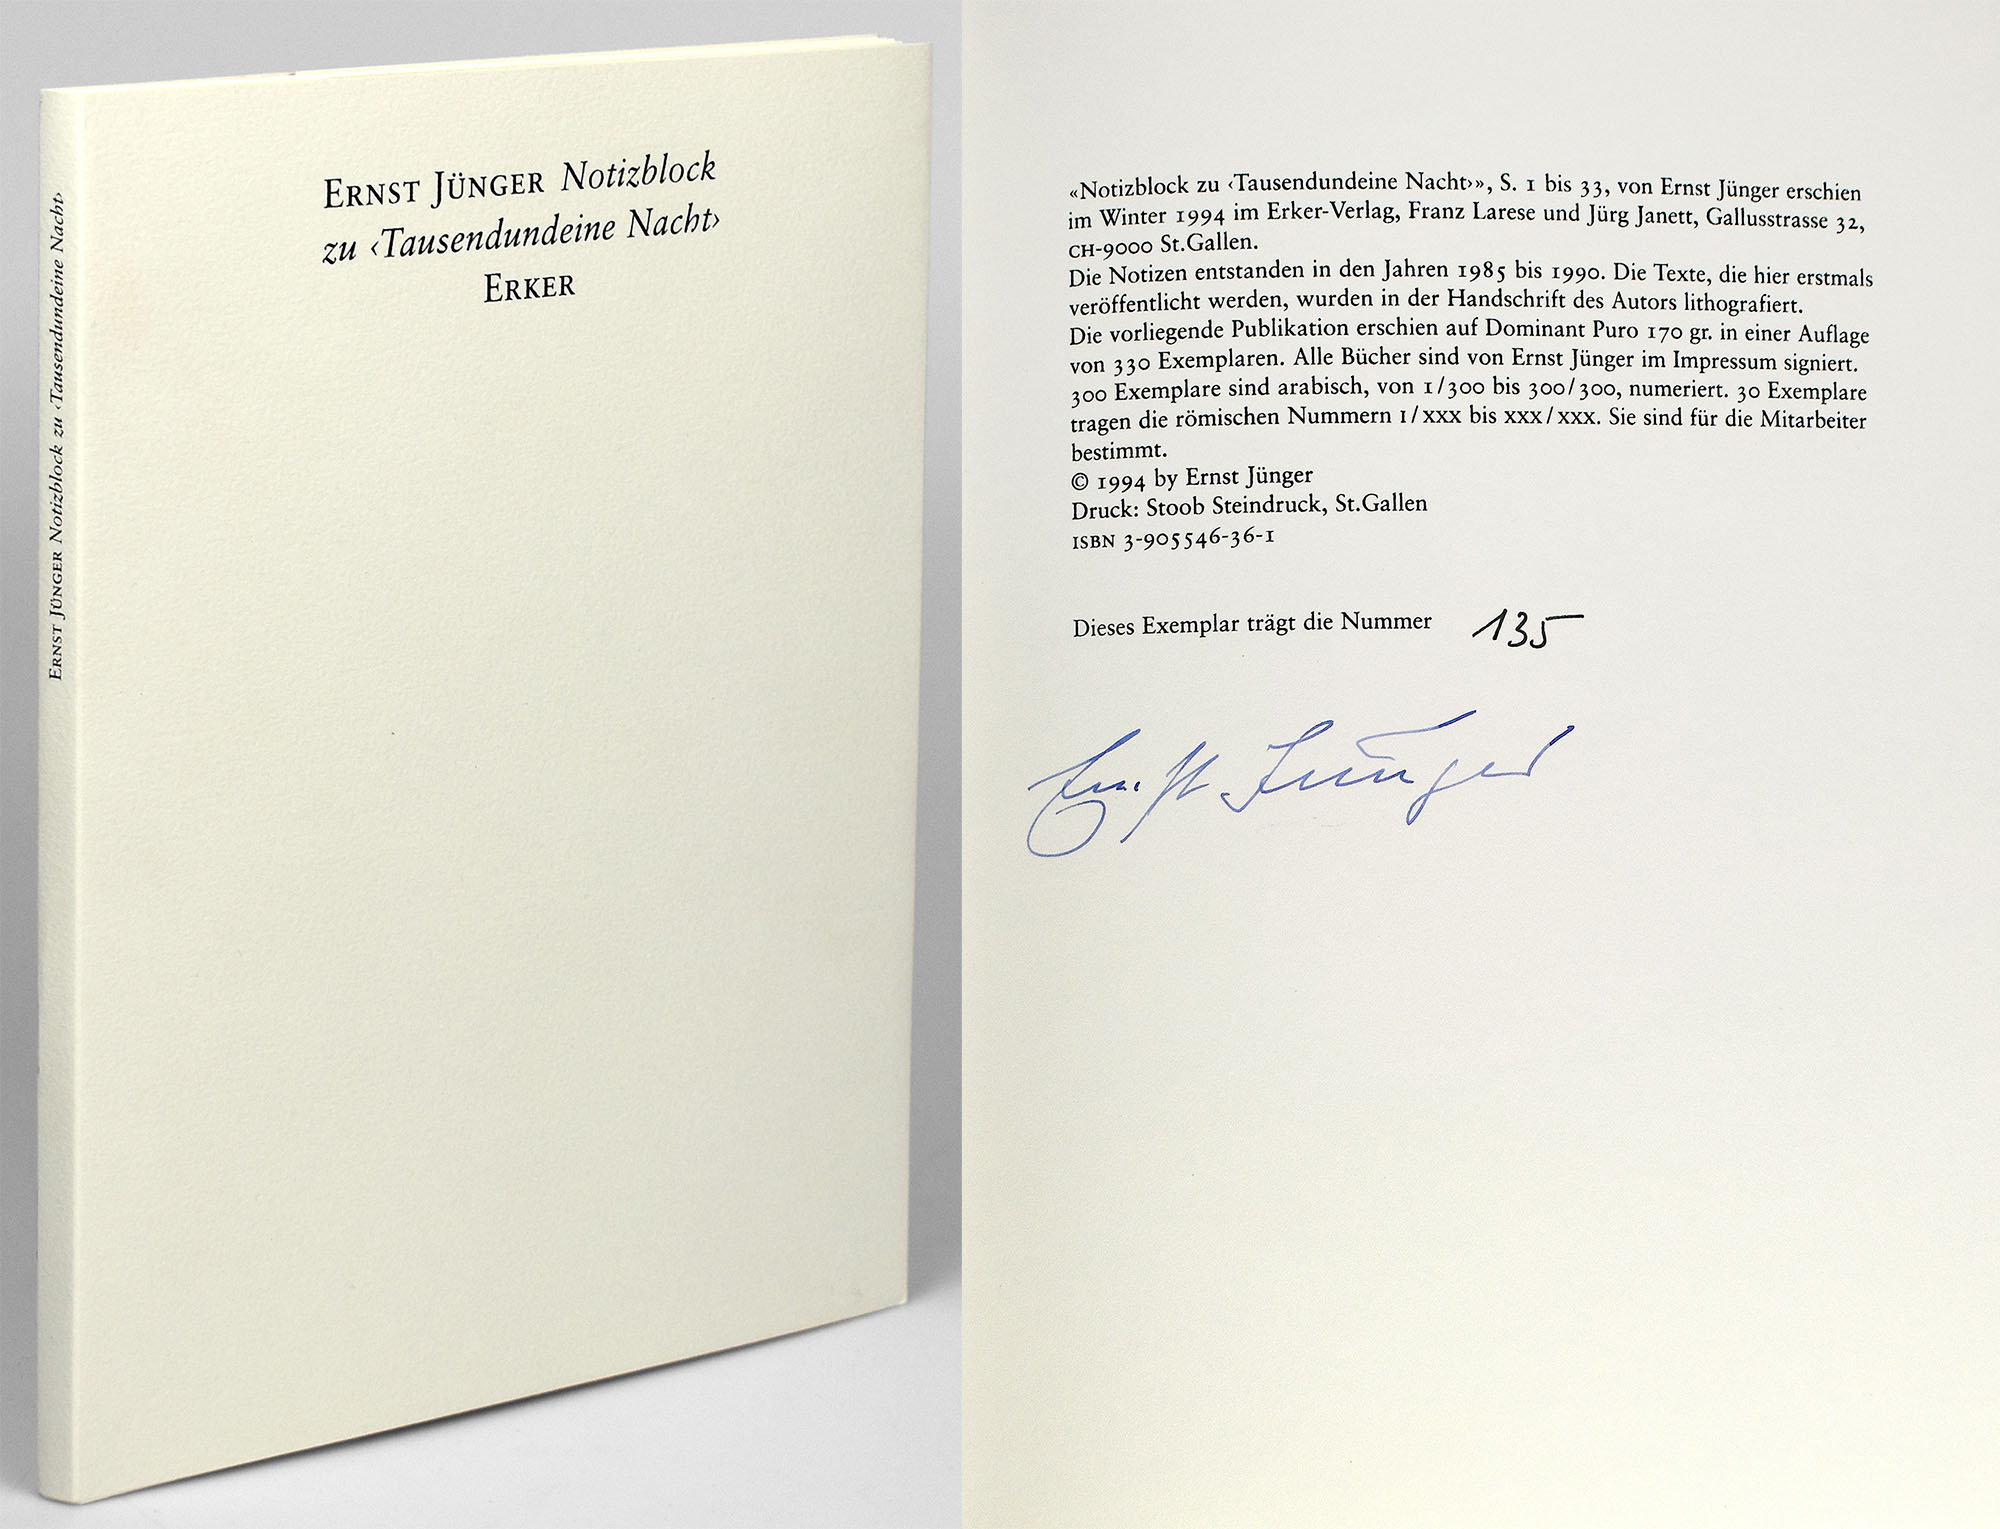 ERNST JÜNGER Notizblock
zu ‹Tausendundeine Nacht›
ERKER
ERNST JÜNGER Notizblock zu ‹Tausendundeine Nacht›
«Notizblock zu ‹Tausendundeine Nacht›», S. 1 bis 33, von Ernst Jünger erschien
im Winter 1994 im Erker-Verlag, Franz Larese und Jürg Janett, Gallusstrasse 32,
CH-9000 St.Gallen.
Die Notizen entstanden in den Jahren 1985 bis 1990. Die Texte, die hier erstmals
veröffentlicht werden, wurden in der Handschrift des Autors lithografiert.
Die vorliegende Publikation erschien auf Dominant Puro 170 gr. in einer Auflage
von 330 Exemplaren. Alle Bücher sind von Ernst Jünger im Impressum signiert.
300 Exemplare sind arabisch, von 1/300 bis 300/300, numeriert. 30 Exemplare
tragen die römischen Nummern I/XXX bis XXX/XXX. Sie sind für die Mitarbeiter
bestimmt.
© 1994 by Ernst Jünger
Druck: Stoob Steindruck, St.Gallen
ISBN 3-905546-36-1
Dieses Exemplar trägt die Nummer 135
Ernst Jünger